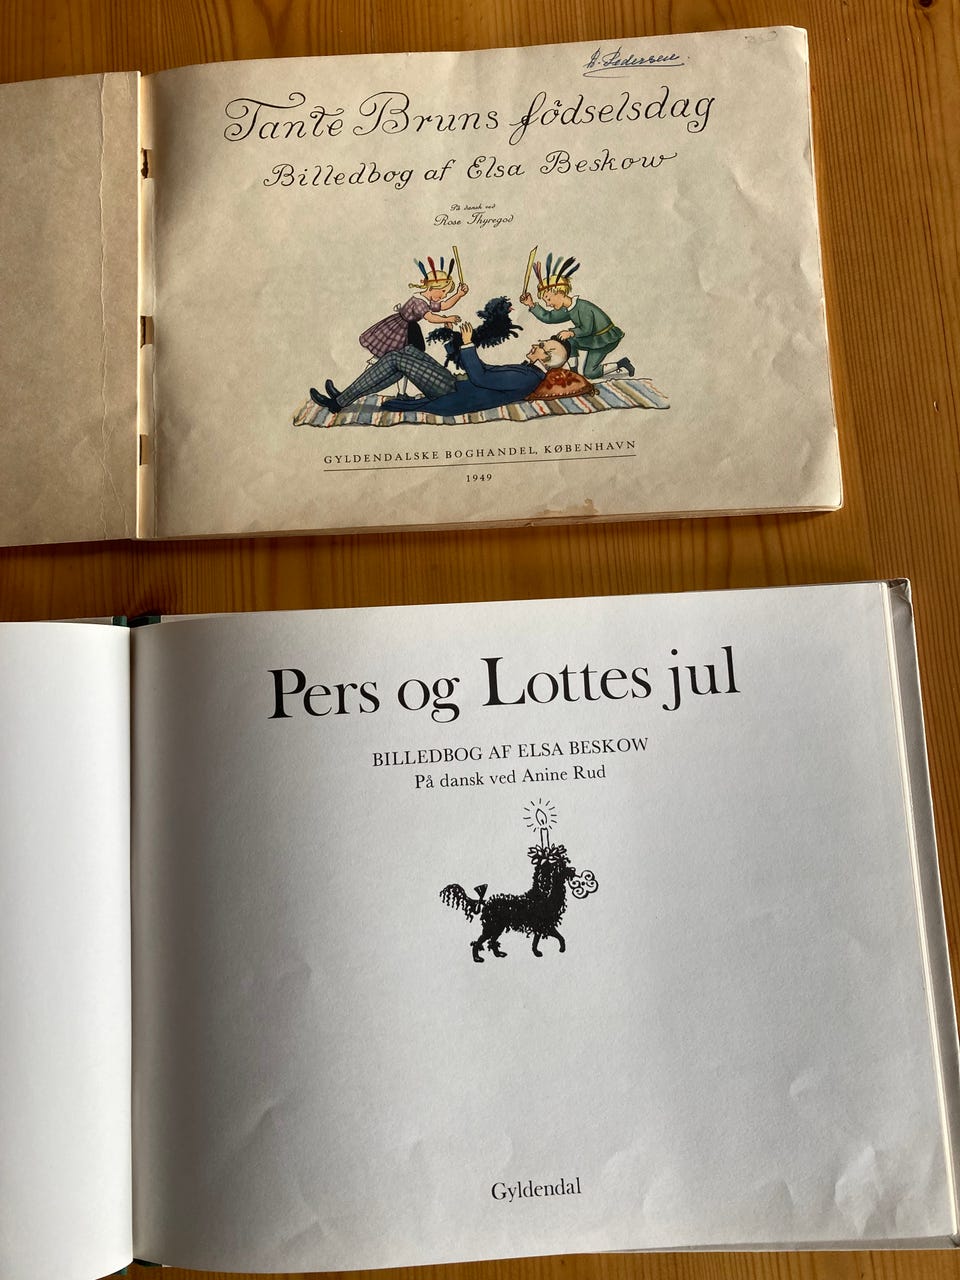 Pedersen
Tante Bruns fødselsdag
Billedbog af Elsa Beskow
På dansk ved
Rose Thyregod
GYLDENDALSKE BOGHANDEL, KØBENHAVN
1949
Pers og Lottes jul
BILLEDBOG AF ELSA BESKOW
På dansk ved Anine Rud
Gyldendal